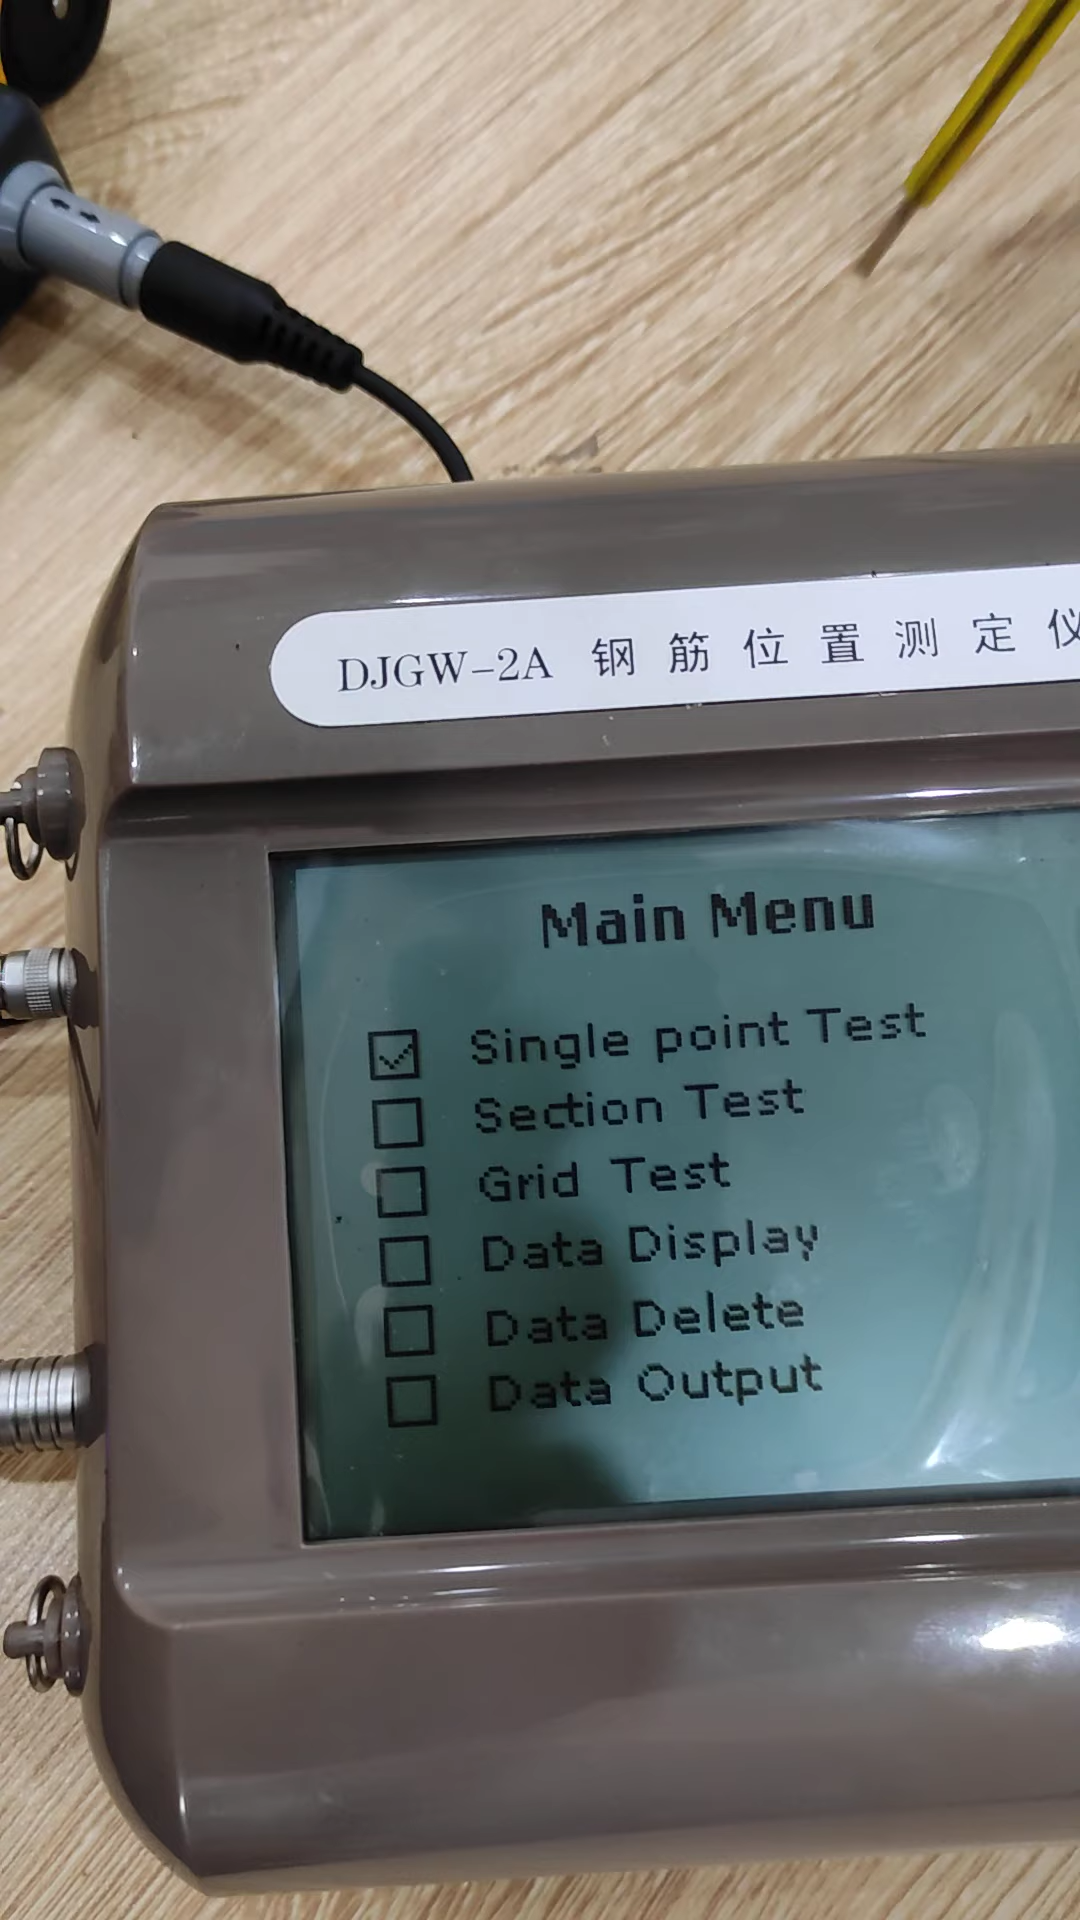 DJGW-2A 钢筋位置测定仪
Main Menu
Single point Test
Section Test
Grid Test
Data Display
Data Delete
Data Output